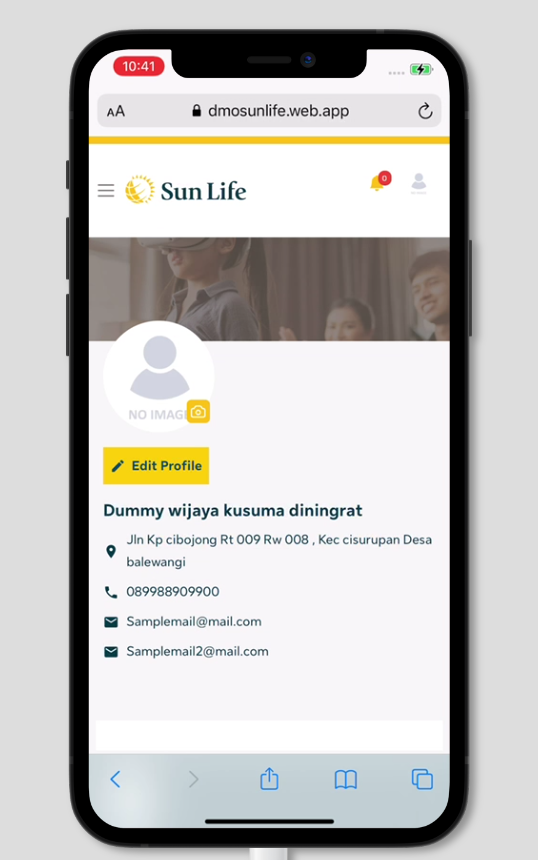 10:41
AA
dmosunlife.web.app
Sun Life
0
NO IMAG
Edit Profile
Dummy wijaya kusuma diningrat
Jln Kp cibojong Rt 009 Rw 008 , Kec cisurupan Desa
balewangi
089988909900
Samplemail@mail.com
Samplemail2@mail.com